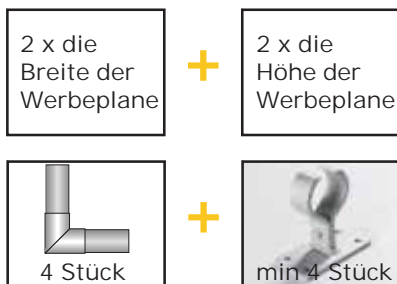 2 x die
Breite der
Werbeplane
+
2 x die
Höhe der
Werbeplane
4 Stück
+
min 4 Stück